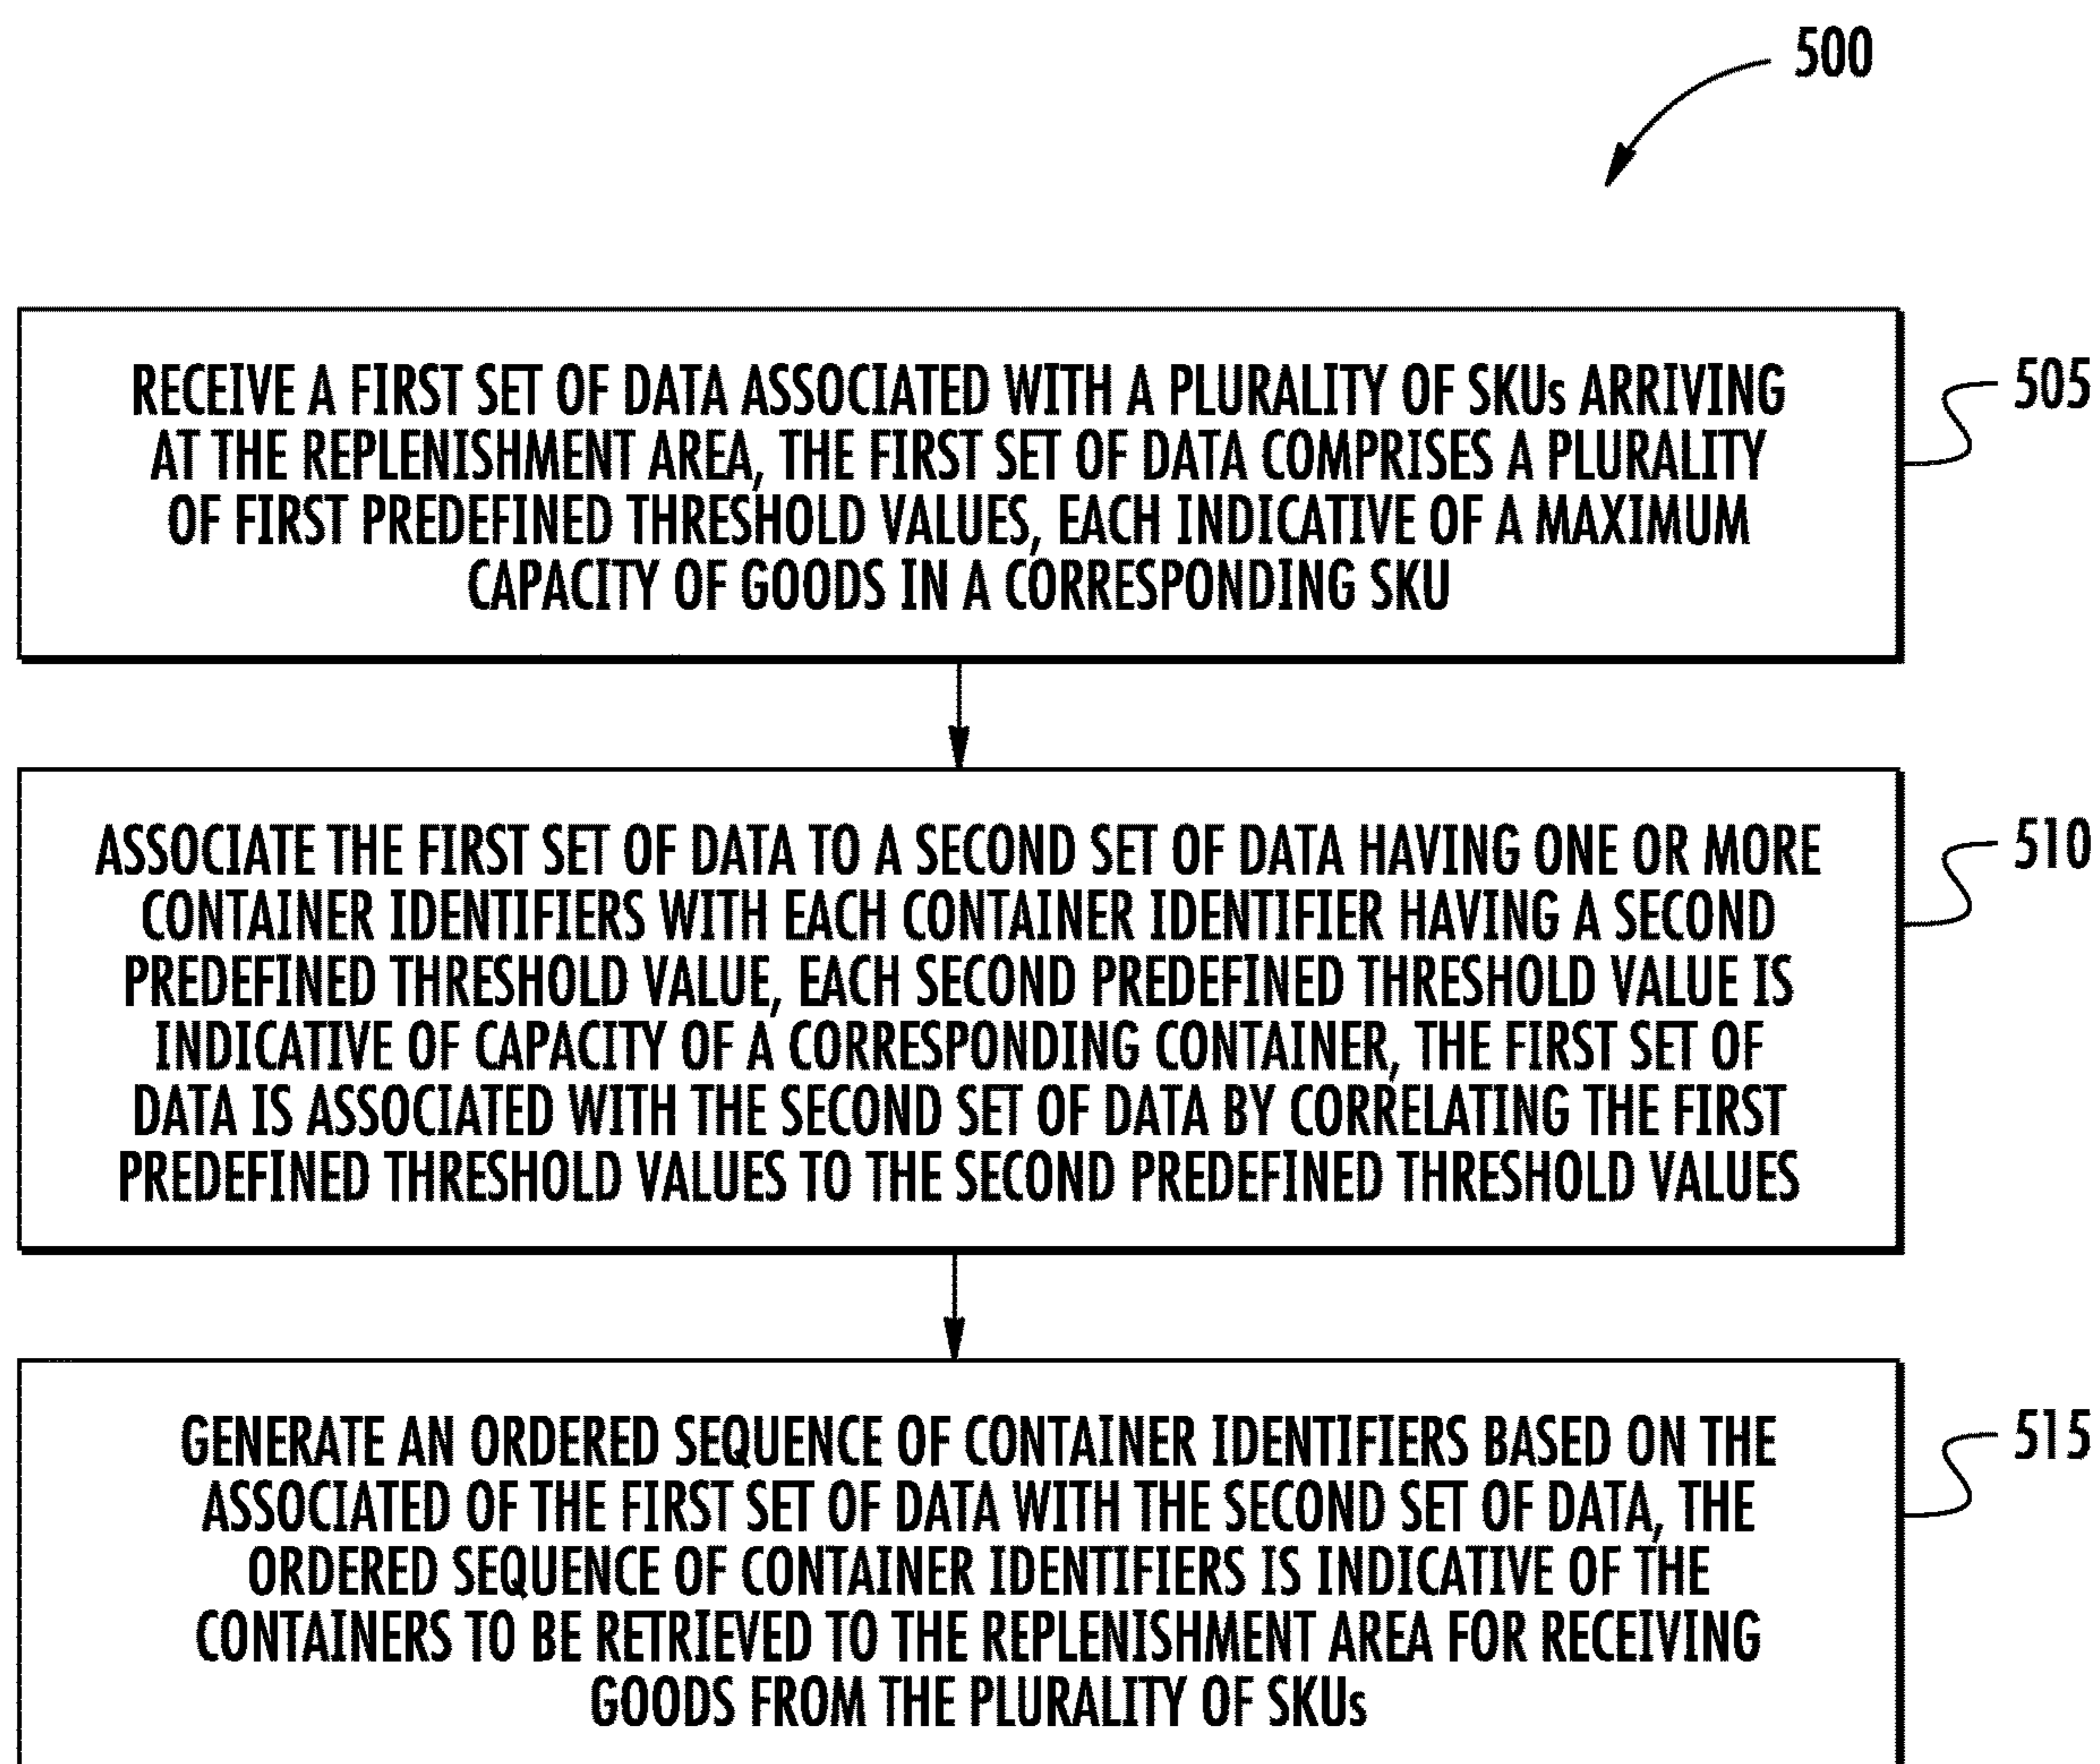 500
RECEIVE A FIRST SET OF DATA ASSOCIATED WITH A PLURALITY OF SKUs ARRIVING
AT THE REPLENISHMENT AREA, THE FIRST SET OF DATA COMPRISES A PLURALITY
OF FIRST PREDEFINED THRESHOLD VALUES, EACH INDICATIVE OF A MAXIMUM
CAPACITY OF GOODS IN A CORRESPONDING SKU
505
ASSOCIATE THE FIRST SET OF DATA TO A SECOND SET OF DATA HAVING ONE OR MORE
CONTAINER IDENTIFIERS WITH EACH CONTAINER IDENTIFIER HAVING A SECOND
PREDEFINED THRESHOLD VALUE, EACH SECOND PREDEFINED THRESHOLD VALUE IS
INDICATIVE OF CAPACITY OF A CORRESPONDING CONTAINER, THE FIRST SET OF
DATA IS ASSOCIATED WITH THE SECOND SET OF DATA BY CORRELATING THE FIRST
PREDEFINED THRESHOLD VALUES TO THE SECOND PREDEFINED THRESHOLD VALUES
510
GENERATE AN ORDERED SEQUENCE OF CONTAINER IDENTIFIERS BASED ON THE
ASSOCIATED OF THE FIRST SET OF DATA WITH THE SECOND SET OF DATA, THE
ORDERED SEQUENCE OF CONTAINER IDENTIFIERS IS INDICATIVE OF THE
CONTAINERS TO BE RETRIEVED TO THE REPLENISHMENT AREA FOR RECEIVING
GOODS FROM THE PLURALITY OF SKUs
515